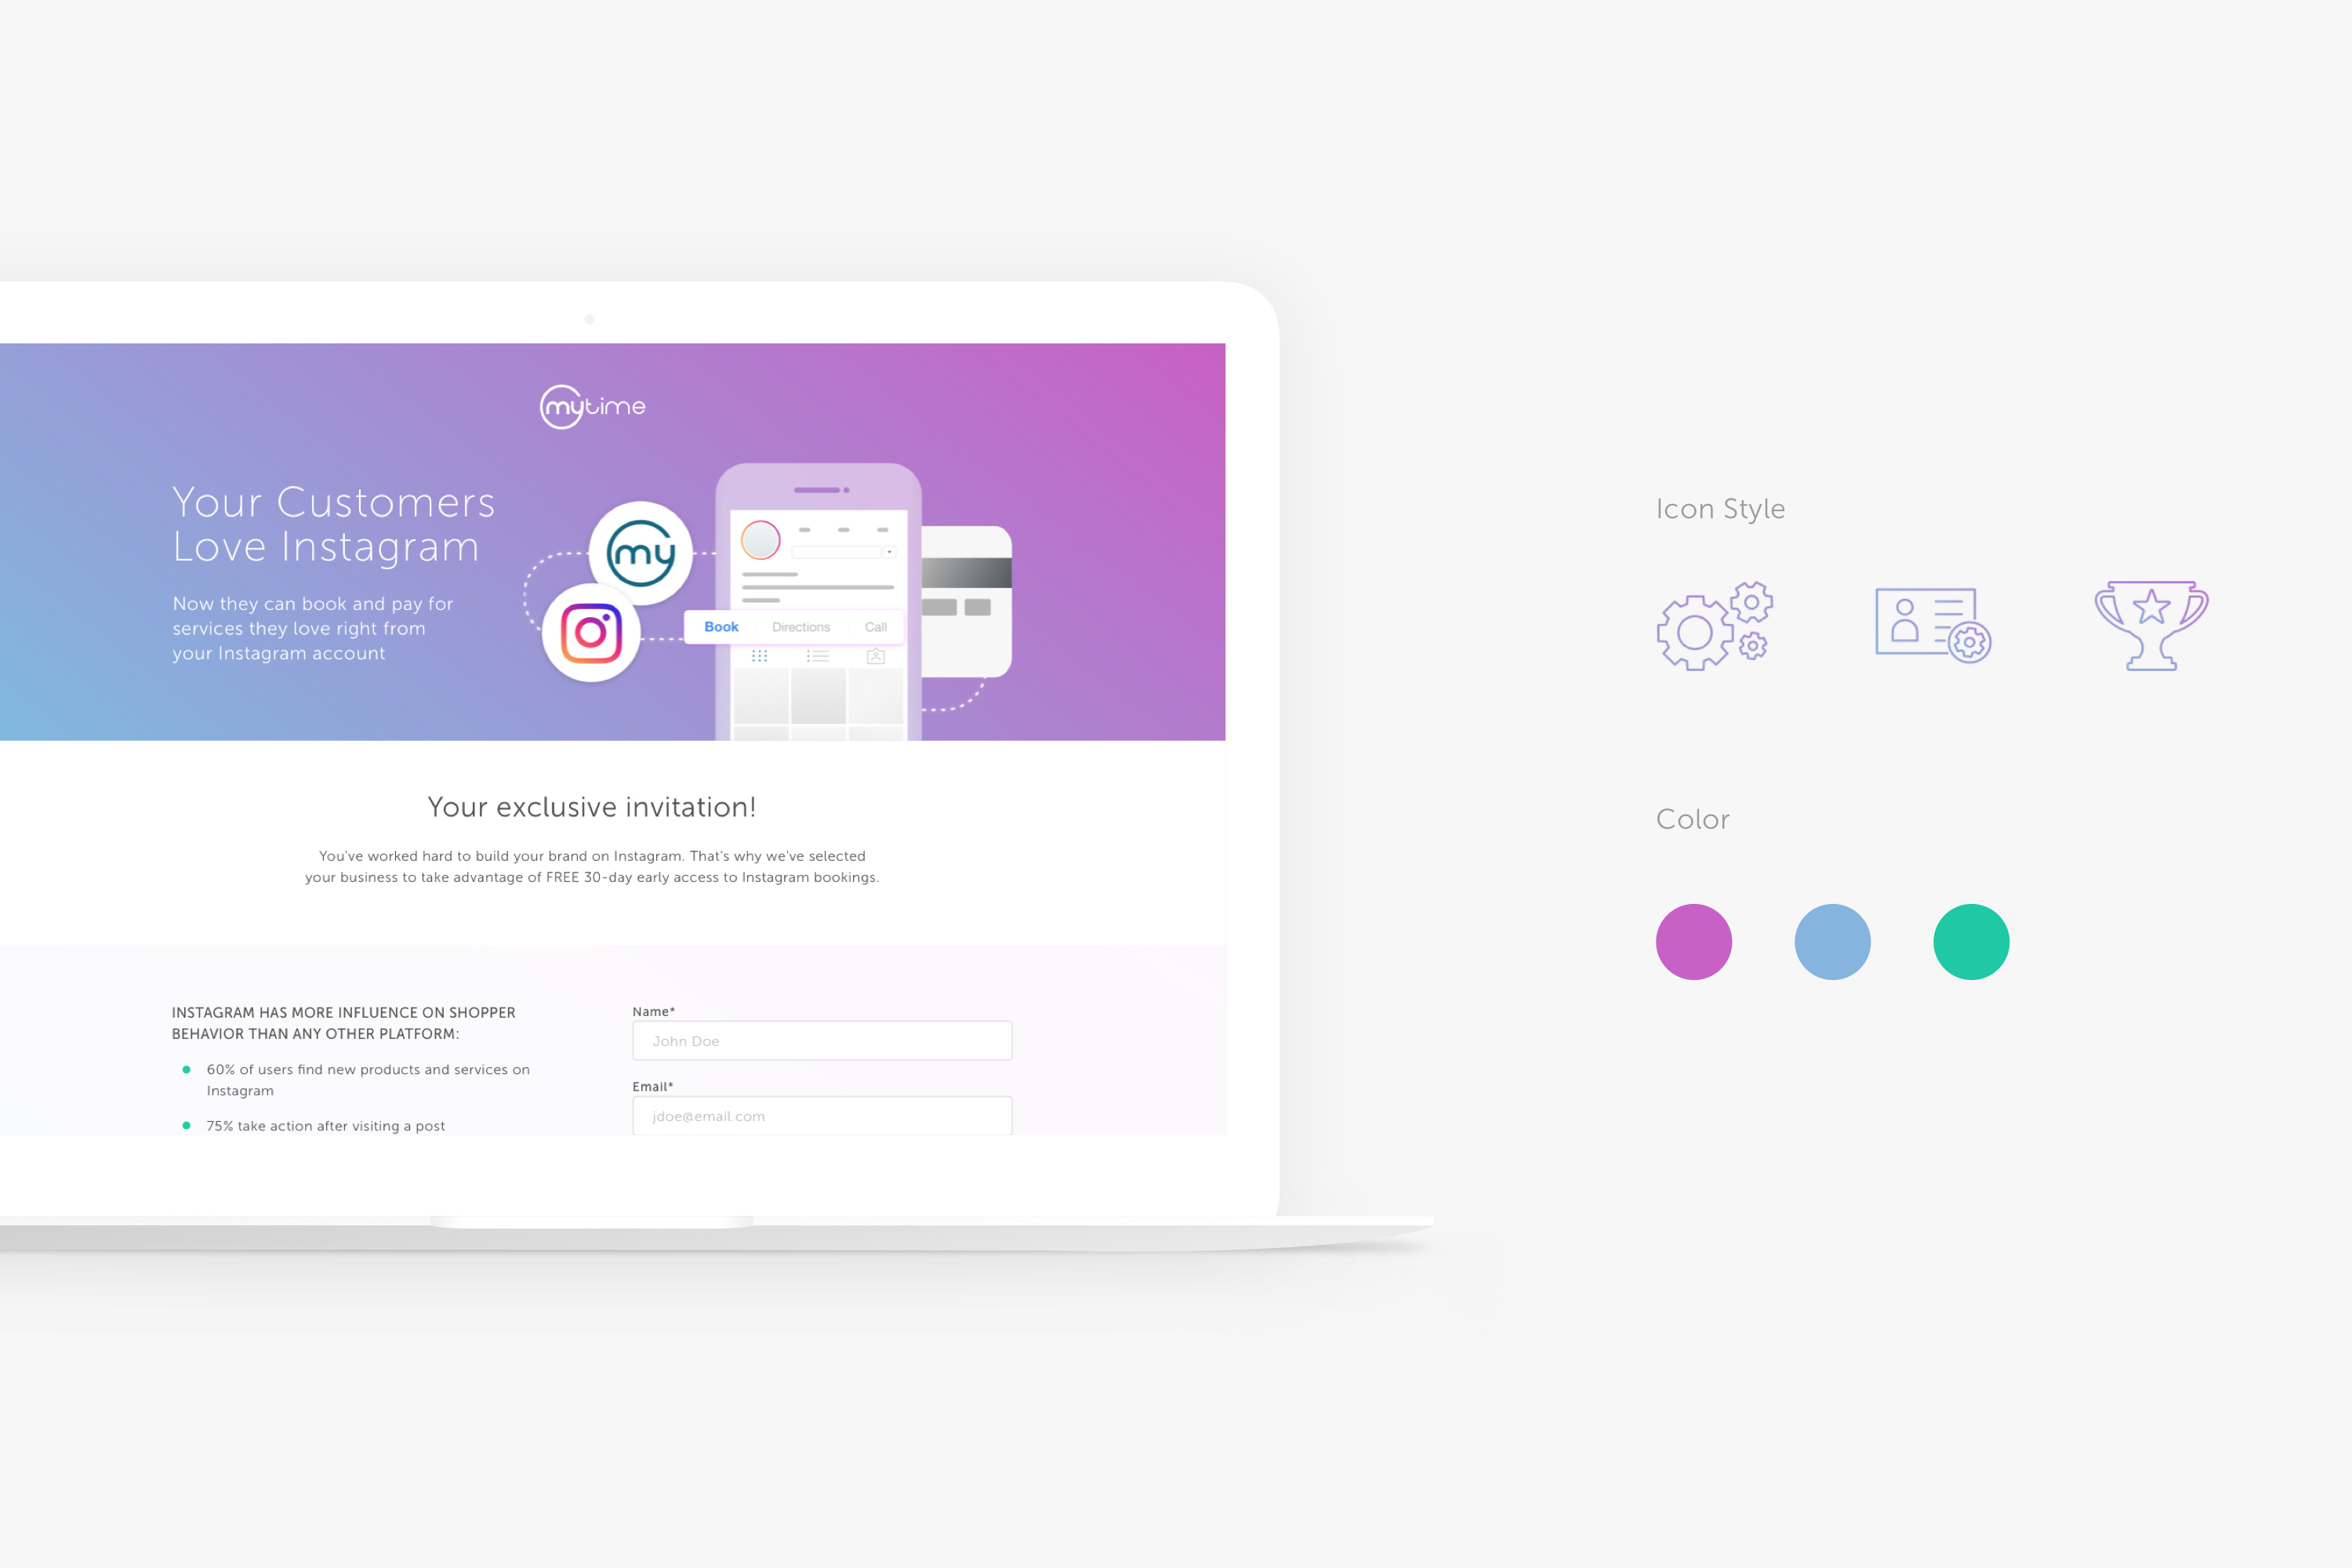 mytime
Your Customers
Love Instagram
Now they can book and pay for
services they love right from
your Instagram account
my
Book Directions Call
Your exclusive invitation!
You've worked hard to build your brand on Instagram. That's why we've selected
your business to take advantage of FREE 30-day early access to Instagram bookings.
INSTAGRAM HAS MORE INFLUENCE ON SHOPPER
BEHAVIOR THAN ANY OTHER PLATFORM:
60% of users find new products and services on
Instagram
75% take action after visiting a post
Name*
John Doe
Email*
jdoe@email.com
Icon Style
Color